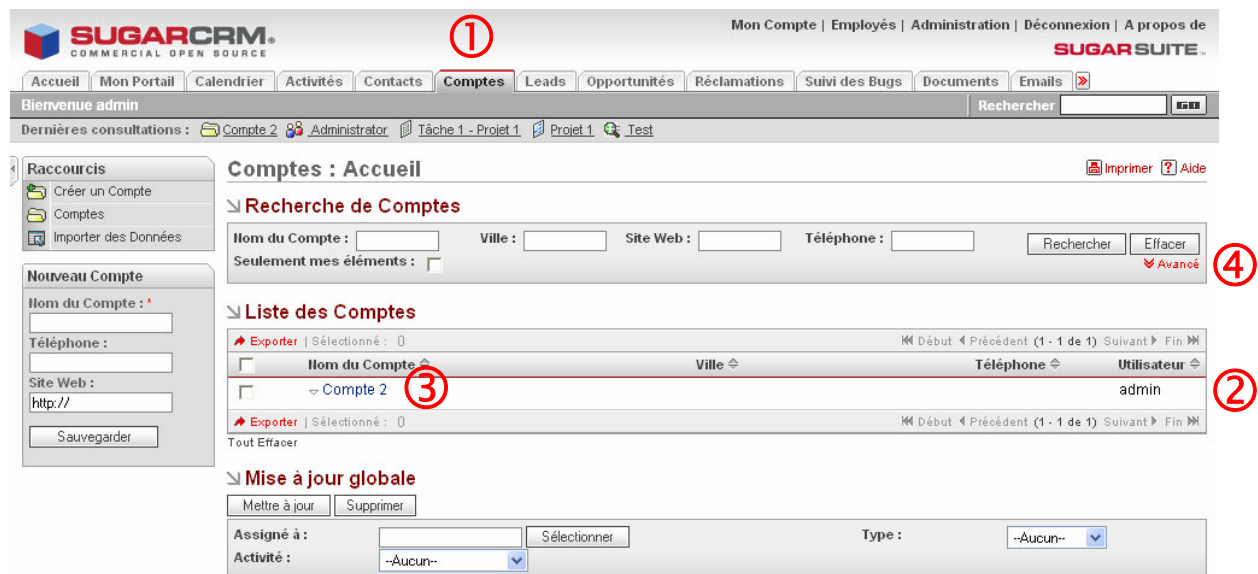 Mon Compte | Employés | Administration | Déconnexion | A propos de
SUGARCRM.
COMMERCIAL OPEN SOURCE
①
SUGARSUITE
Accueil Mon Portail Calendrier Activités Contacts Comptes Leads Opportunités Réclamations Suivi des Bugs Documents Emails
Bienvenue admin Rechercher GO
Dernières consultations : Compte 2 Administrator Tâche 1 - Projet 1 Projet 1 Test
Raccourcis
Créer un Compte
Comptes
Importer des Données
Nouveau Compte
Nom du Compte : *
Téléphone :
Site Web :
http://
Sauvegarder
Comptes : Accueil
Imprimer ? Aide
Recherche de Comptes
Nom du Compte : Ville : Site Web : Téléphone : Rechercher Effacer
Seulement mes éléments : Avancé ④
Liste des Comptes
Exporter | Sélectionné : 0 Début Précédent (1 - 1 de 1) Suivant Fin
Nom du Compte Ville Téléphone Utilisateur
Compte 2 ③ admin ②
Exporter | Sélectionné : 0 Début Précédent (1 - 1 de 1) Suivant Fin
Tout Effacer
Mise à jour globale
Mettre à jour Supprimer
Assigné à : Sélectionner Type : --Aucun--
Activité : --Aucun--